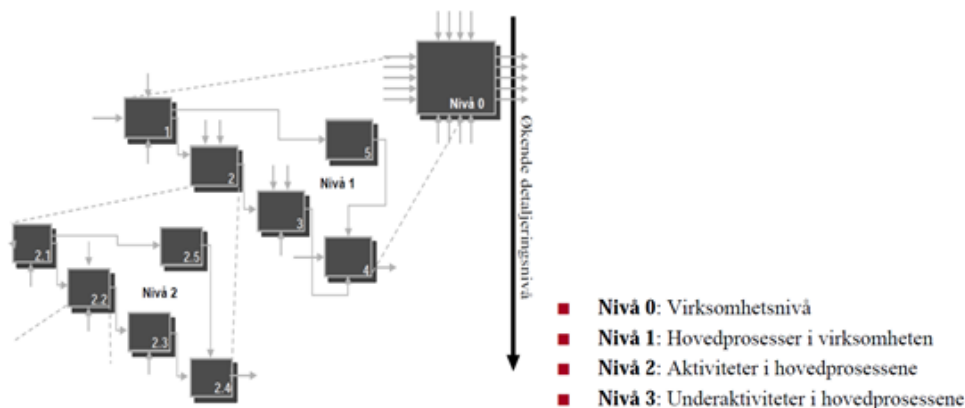 Nivå 0
1
5
2
Nivå 1
3
4
2.1
2.5
2.2
Nivå 2
2.3
2.4
Økende detaljeringsnivå
Nivå 0: Virksomhetsnivå
Nivå 1: Hovedprosesser i virksomheten
Nivå 2: Aktiviteter i hovedprosessene
Nivå 3: Underaktiviteter i hovedprosessene